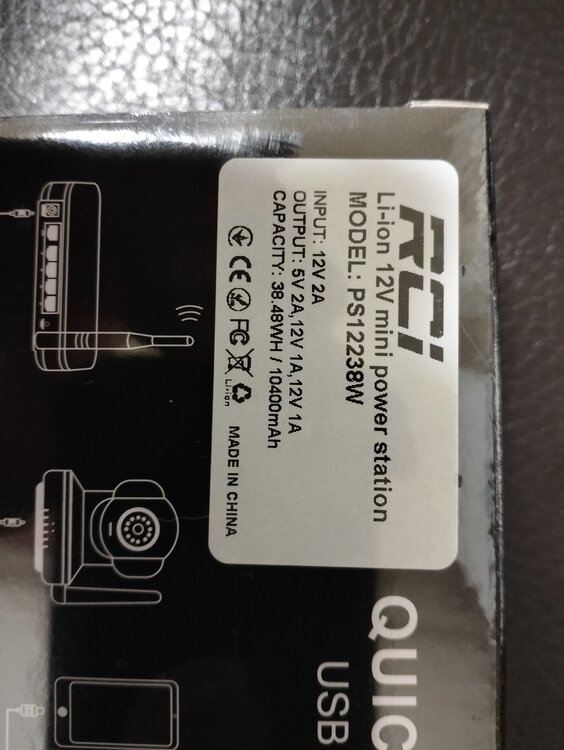 RCI
Li-ion 12V mini power station
MODEL: PS12238W
INPUT: 12V 2A
OUTPUT: 5V 2A,12V 1A,12V 1A
CAPACITY: 38.48WH / 10400mAh
CE FC Li-ion MADE IN CHINA
QUIC
USB